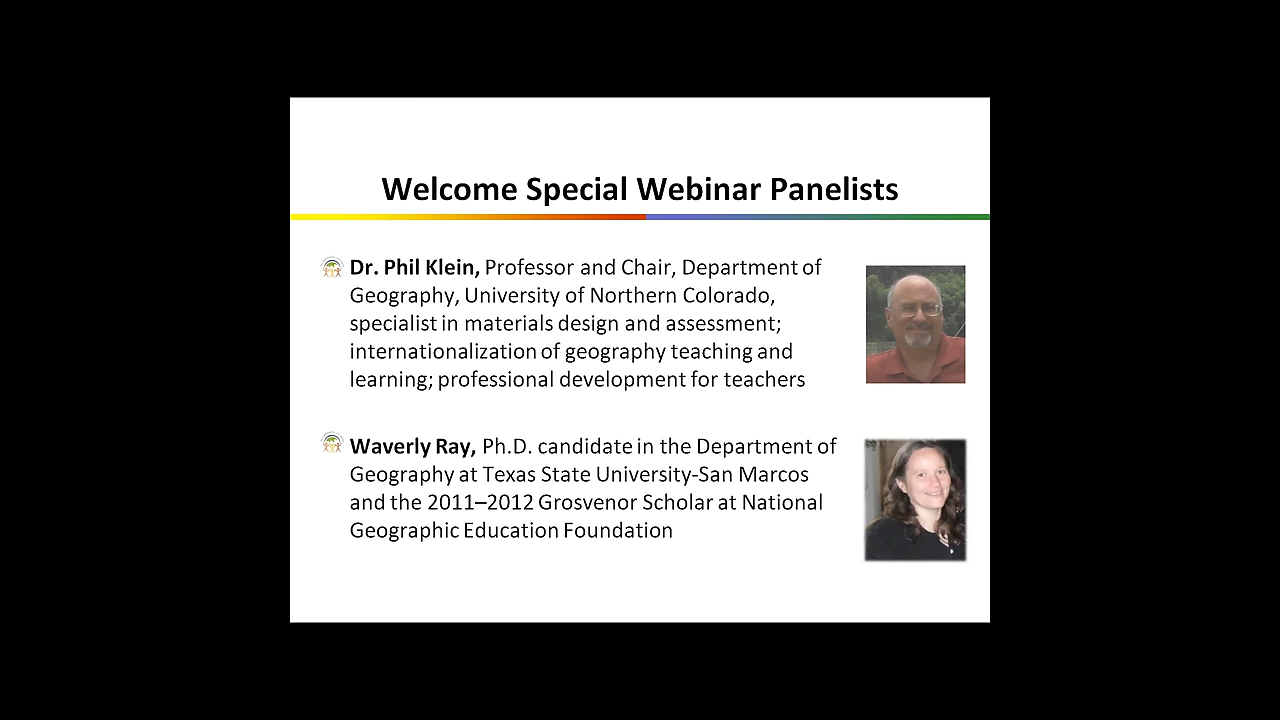 Welcome Special Webinar Panelists
Dr. Phil Klein, Professor and Chair, Department of
Geography, University of Northern Colorado,
specialist in materials design and assessment;
internationalization of geography teaching and
learning; professional development for teachers
Waverly Ray, Ph.D. candidate in the Department of
Geography at Texas State University-San Marcos
and the 2011–2012 Grosvenor Scholar at National
Geographic Education Foundation